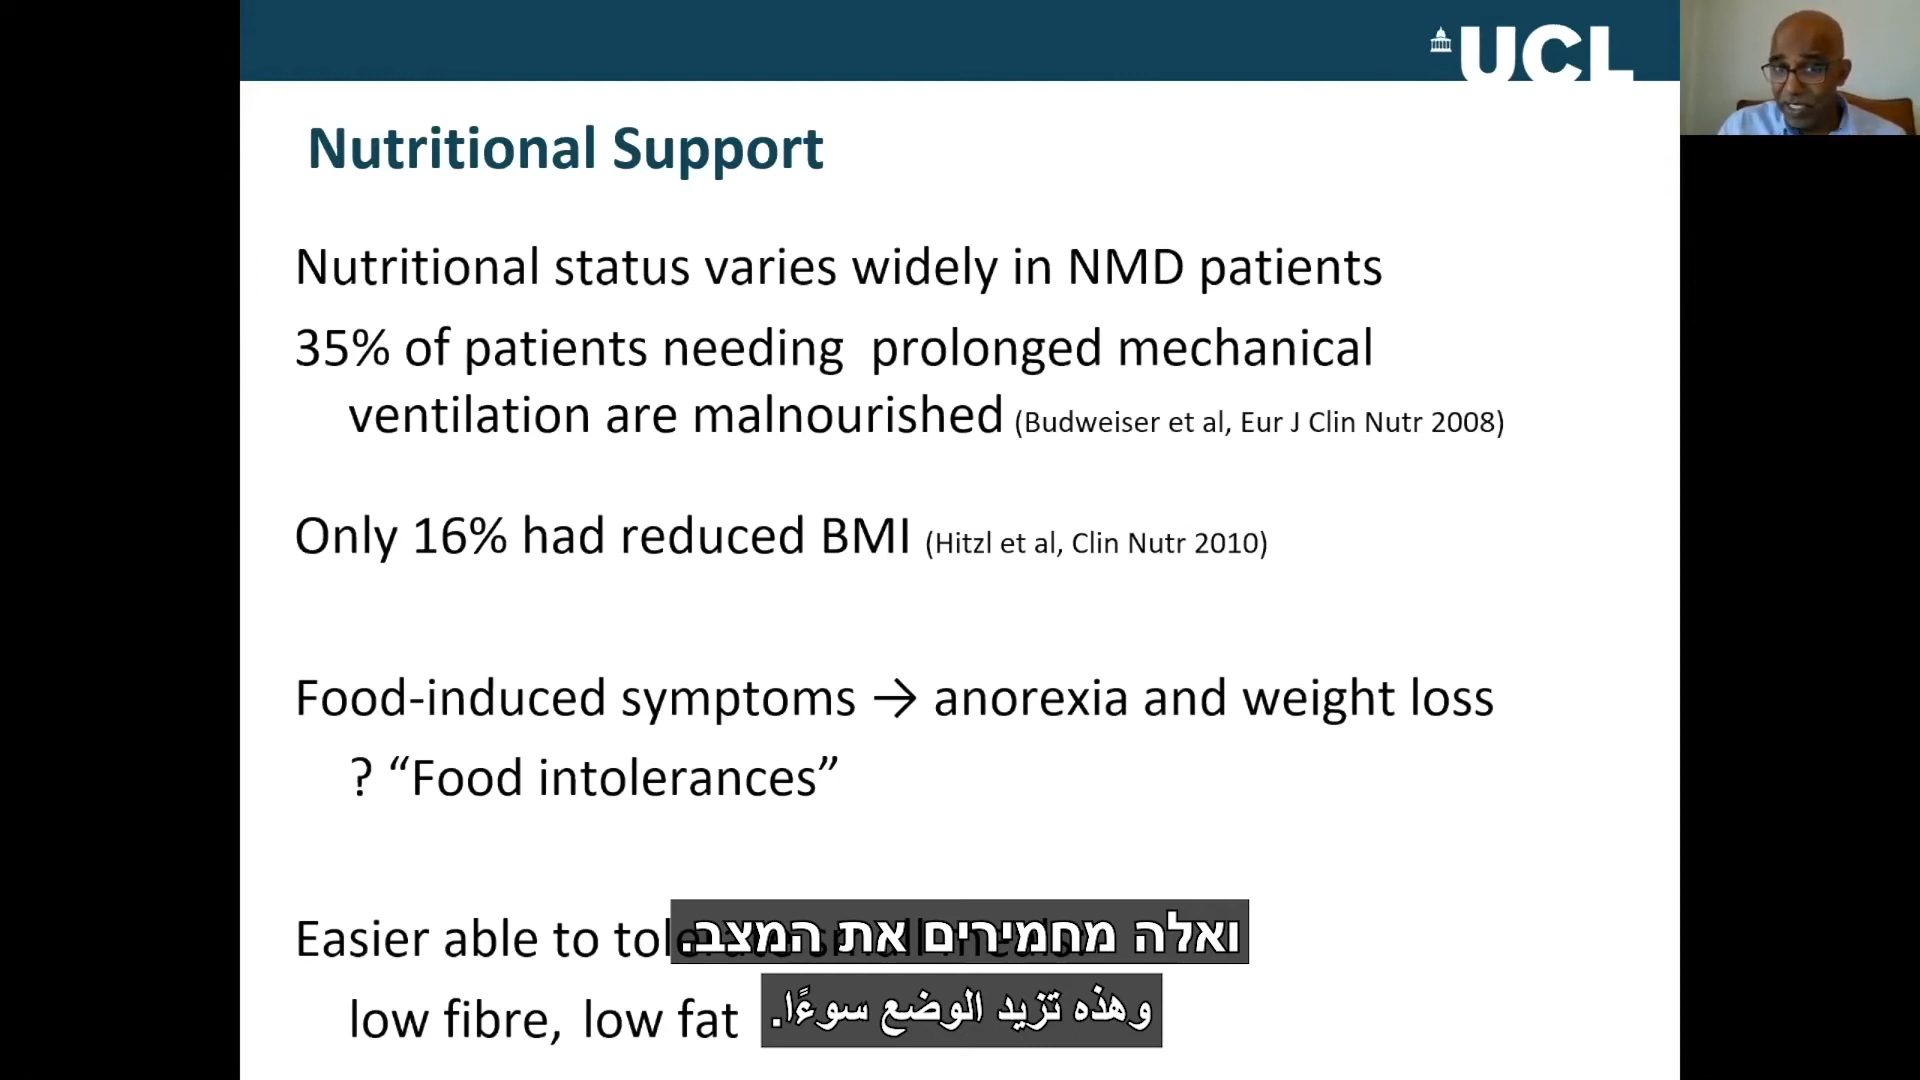 UCL
Nutritional Support
Nutritional status varies widely in NMD patients
35% of patients needing prolonged mechanical
ventilation are malnourished (Budweiser et al, Eur J Clin Nutr 2008)
Only 16% had reduced BMI (Hitzl et al, Clin Nutr 2010)
Food-induced symptoms → anorexia and weight loss
? “Food intolerances”
Easier able to
low fibre, low fat
ואלה מחמירים את המצב.
وهذه تزيد الوضع سوءًا.